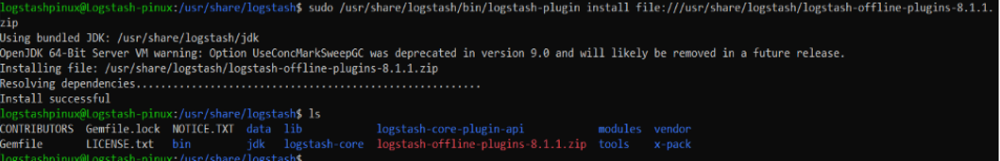 logstashpinux@Logstash-pinux:/usr/share/logstash$ sudo /usr/share/logstash/bin/logstash-plugin install file:///usr/share/logstash/logstash-offline-plugins-8.1.1.
zip
Using bundled JDK: /usr/share/logstash/jdk
OpenJDK 64-Bit Server VM warning: Option UseConcMarkSweepGC was deprecated in version 9.0 and will likely be removed in a future release.
Installing file: /usr/share/logstash/logstash-offline-plugins-8.1.1.zip
Resolving dependencies.........................................................
Install successful
logstashpinux@Logstash-pinux:/usr/share/logstash$ ls
CONTRIBUTORS  Gemfile.lock  NOTICE.TXT  data  lib            logstash-core-plugin-api            modules  vendor
Gemfile       LICENSE.txt   bin         jdk   logstash-core  logstash-offline-plugins-8.1.1.zip  tools    x-pack
logstashpinux@Logstash-pinux:/usr/share/logstash$